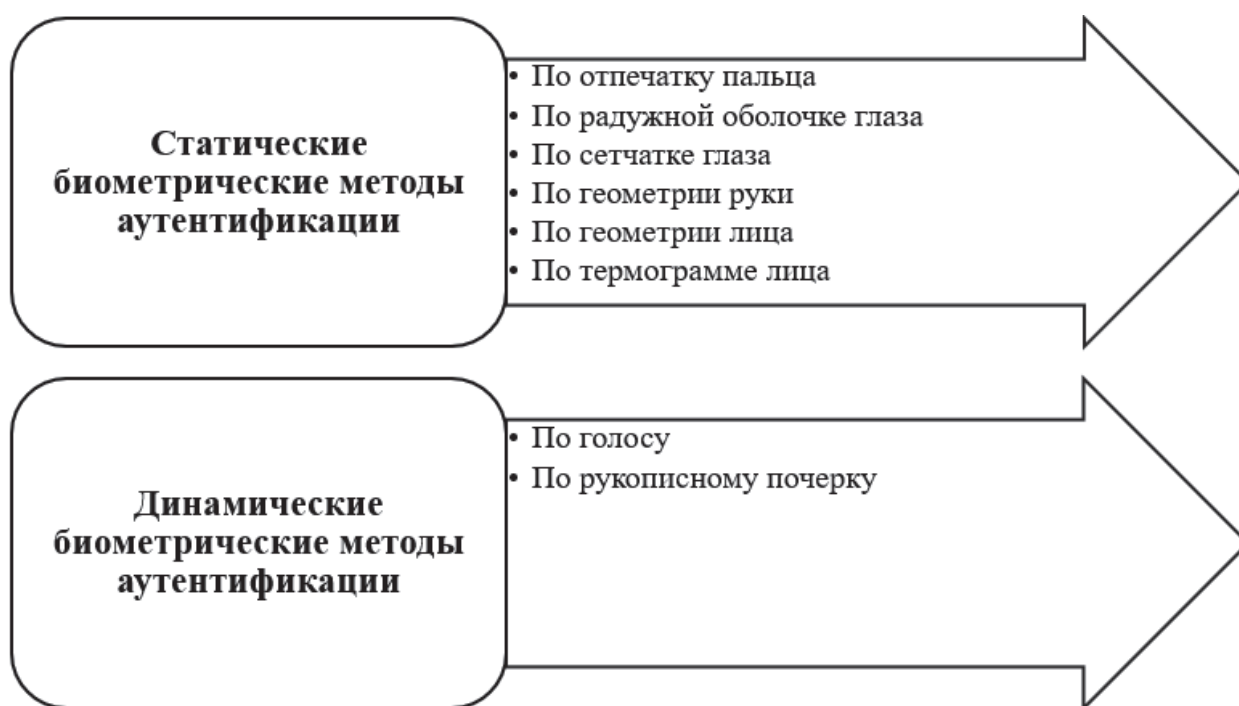 Статические
биометрические методы
аутентификации
• По отпечатку пальца
• По радужной оболочке глаза
• По сетчатке глаза
• По геометрии руки
• По геометрии лица
• По термограмме лица
Динамические
биометрические методы
аутентификации
• По голосу
• По рукописному почерку